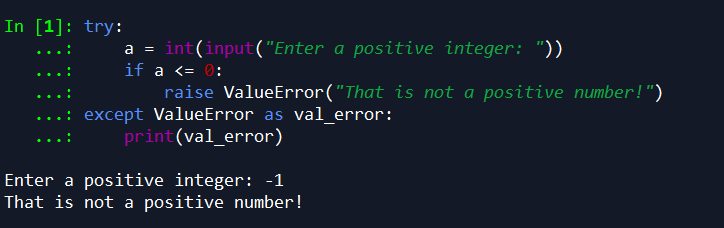 In [1]: try:
   ...:     a = int(input("Enter a positive integer: "))
   ...:     if a <= 0:
   ...:         raise ValueError("That is not a positive number!")
   ...: except ValueError as val_error:
   ...:     print(val_error)
Enter a positive integer: -1
That is not a positive number!